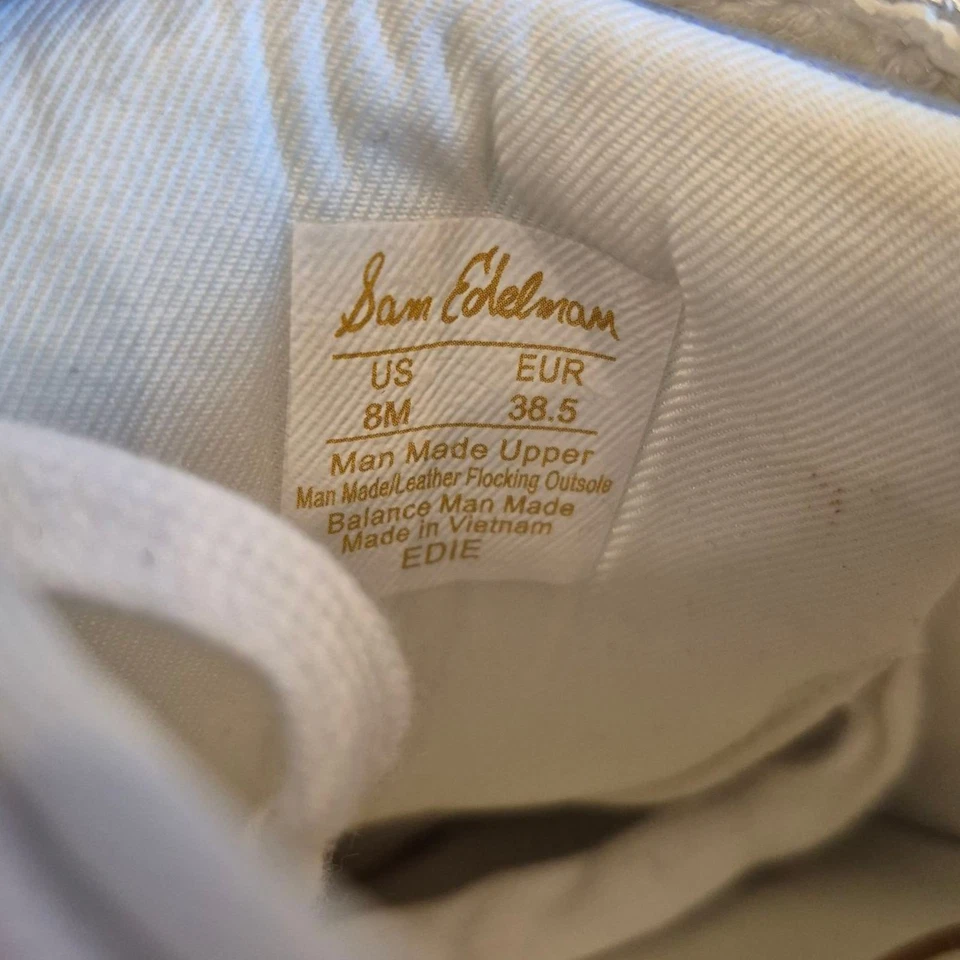 Sam Edelman
US EUR
8M 38.5
Man Made Upper
Man Made/Leather Flocking Outsole
Balance Man Made
Made in Vietnam
EDIE